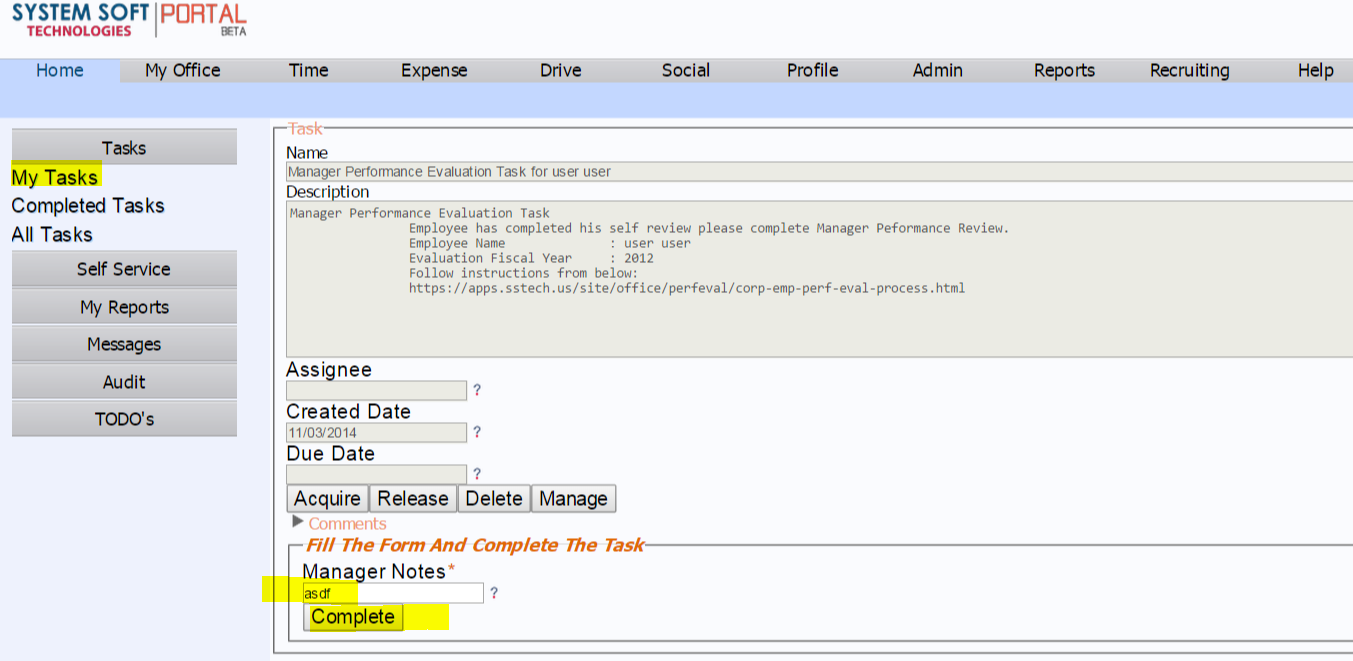 SYSTEM SOFT PORTAL
TECHNOLOGIES BETA
Home My Office Time Expense Drive Social Profile Admin Reports Recruiting Help
Tasks
My Tasks
Completed Tasks
All Tasks
Self Service
My Reports
Messages
Audit
TODO's
Task
Name
Manager Performance Evaluation Task for user user
Description
Manager Performance Evaluation Task
Employee has completed his self review please complete Manager Peformance Review.
Employee Name : user user
Evaluation Fiscal Year : 2012
Follow instructions from below:
https://apps.sstech.us/site/office/perfeval/corp-emp-perf-eval-process.html
Assignee
?
Created Date
11/03/2014 ?
Due Date
?
Acquire Release Delete Manage
Comments
Fill The Form And Complete The Task
Manager Notes*
asdf ?
Complete